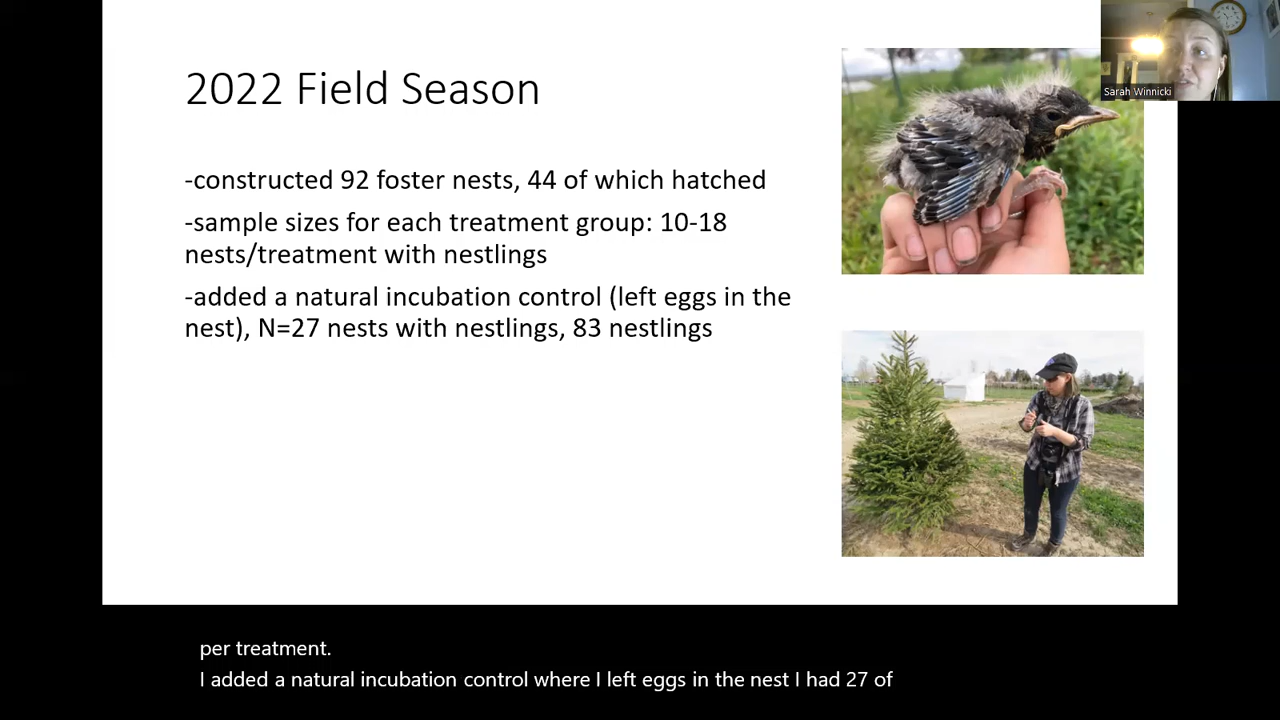 2022 Field Season
Sarah Winnicki
-constructed 92 foster nests, 44 of which hatched
-sample sizes for each treatment group: 10-18
nests/treatment with nestlings
-added a natural incubation control (left eggs in the
nest), N=27 nests with nestlings, 83 nestlings
per treatment.
I added a natural incubation control where I left eggs in the nest I had 27 of